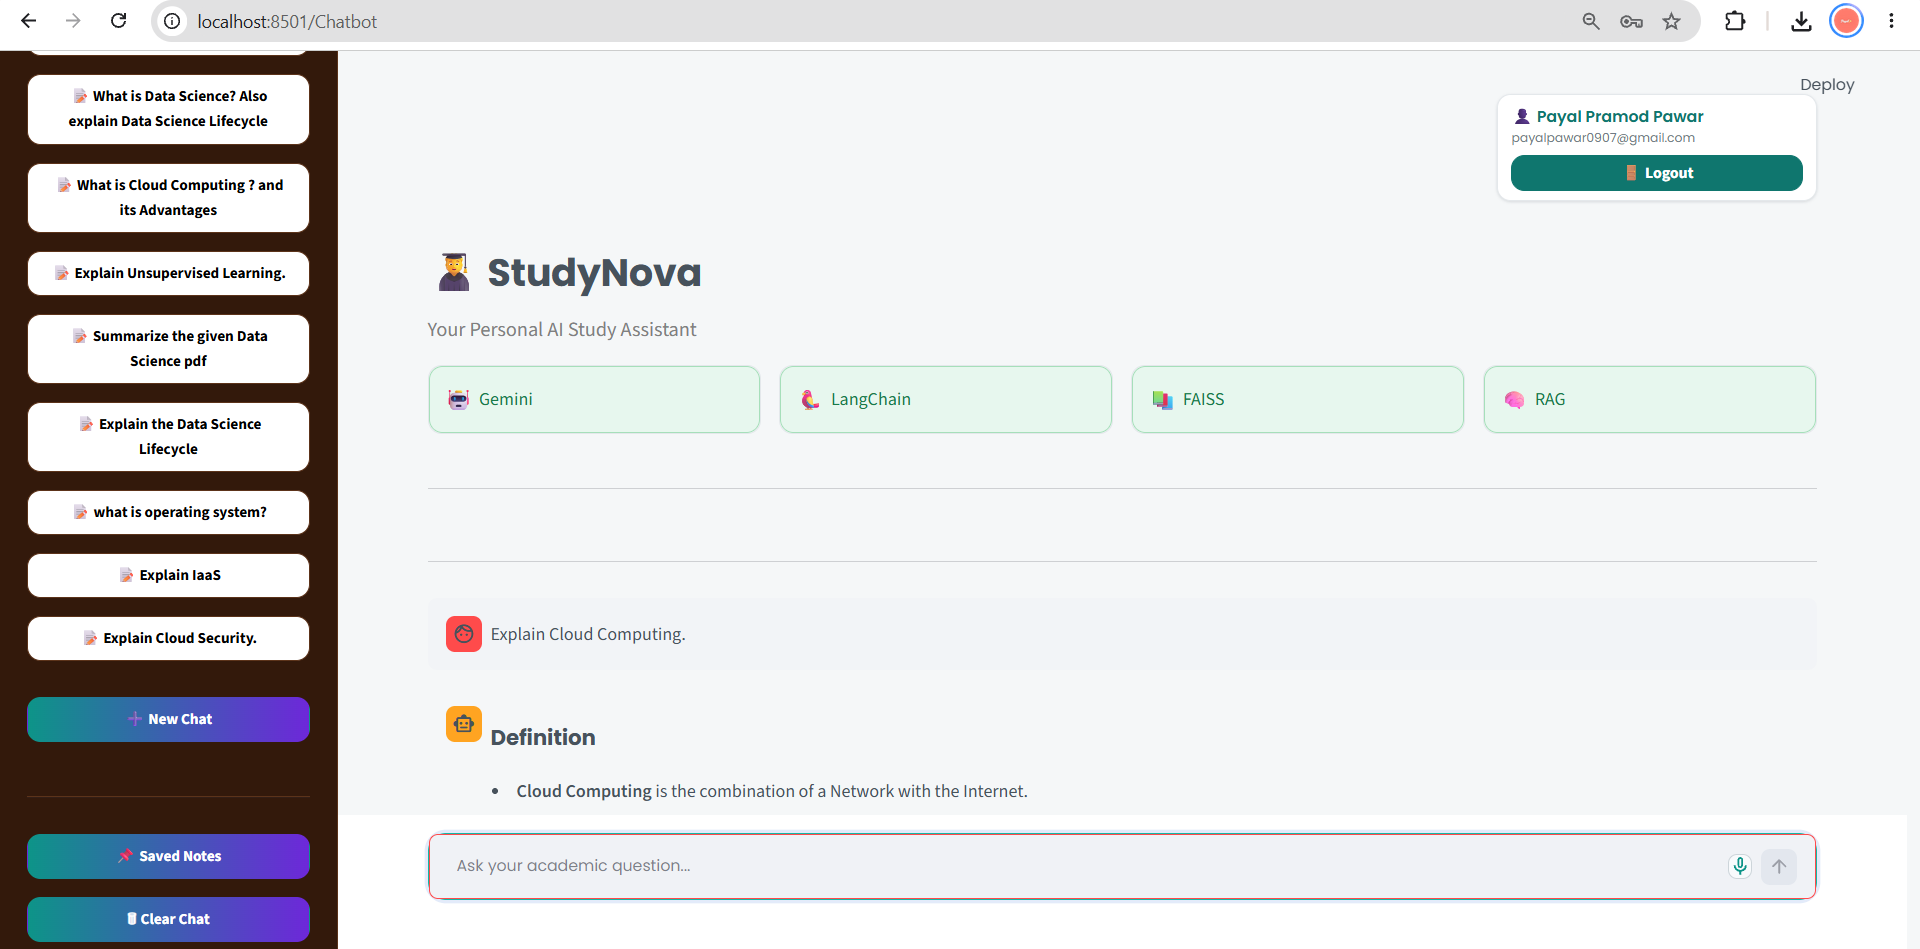 localhost:8501/Chatbot
What is Data Science? Also
explain Data Science Lifecycle
What is Cloud Computing ? and
its Advantages
Explain Unsupervised Learning.
Summarize the given Data
Science pdf
Explain the Data Science
Lifecycle
what is operating system?
Explain IaaS
Explain Cloud Security.
New Chat
Saved Notes
Clear Chat
Deploy
Payal Pramod Pawar
payalpawar0907@gmail.com
Logout
StudyNova
Your Personal AI Study Assistant
Gemini
LangChain
FAISS
RAG
Explain Cloud Computing.
Definition
• Cloud Computing is the combination of a Network with the Internet.
Ask your academic question...